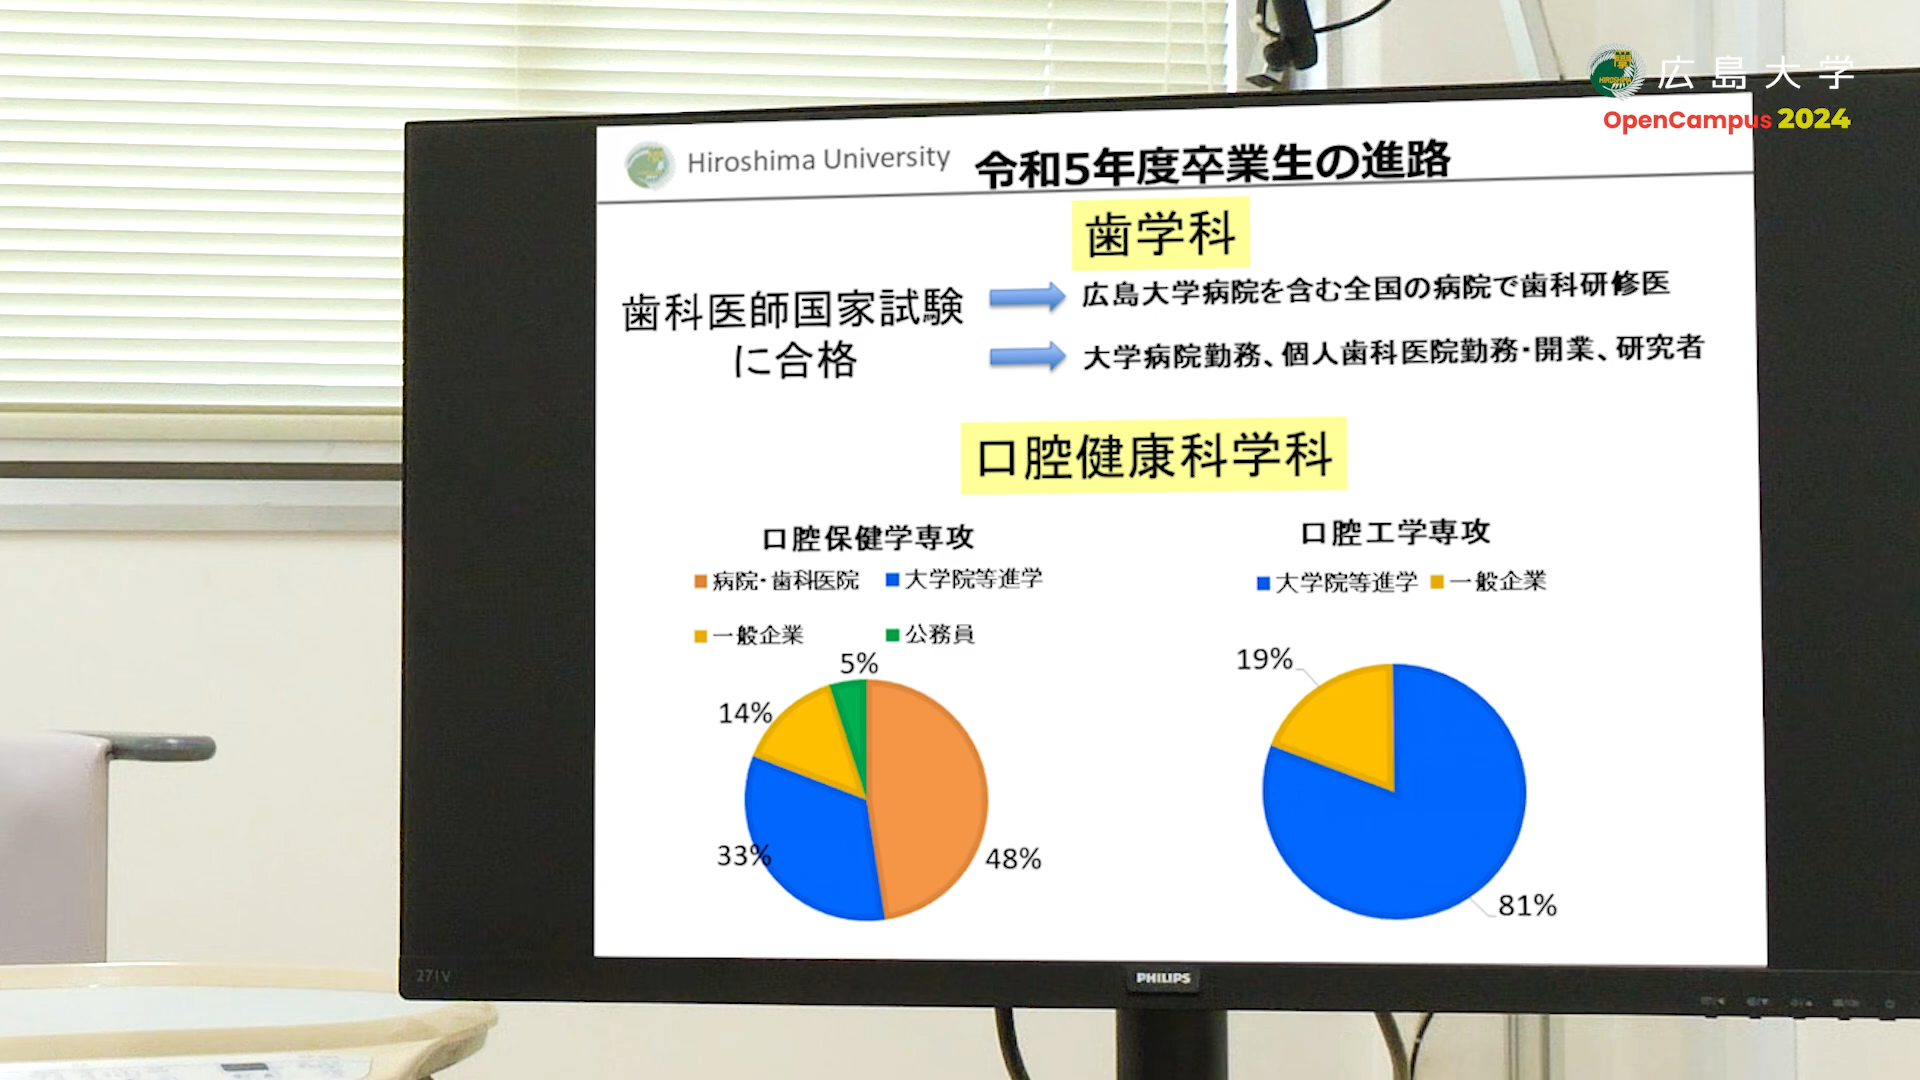 広島大学
OpenCampus 2024
Hiroshima University
令和5年度卒業生の進路
歯学科
歯科医師国家試験
に合格
広島大学病院を含む全国の病院で歯科研修医
大学病院勤務、個人歯科医院勤務・開業、研究者
口腔健康科学科
口腔保健学専攻
病院・歯科医院 大学院等進学
一般企業 公務員
5%
14%
33%
48%
口腔工学専攻
大学院等進学 一般企業
19%
81%
271V
PHILIPS